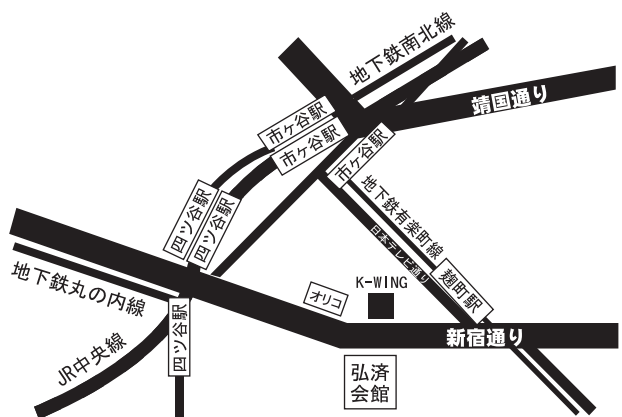 地下鉄南北線
靖国通り
市ヶ谷駅
市ヶ谷駅
市ヶ谷駅
四ツ谷駅
四ツ谷駅
地下鉄有楽町線
日本テレビ通り
麹町駅
地下鉄丸の内線
オリコ
K-WING
四ツ谷駅
新宿通り
JR中央線
弘済
会館